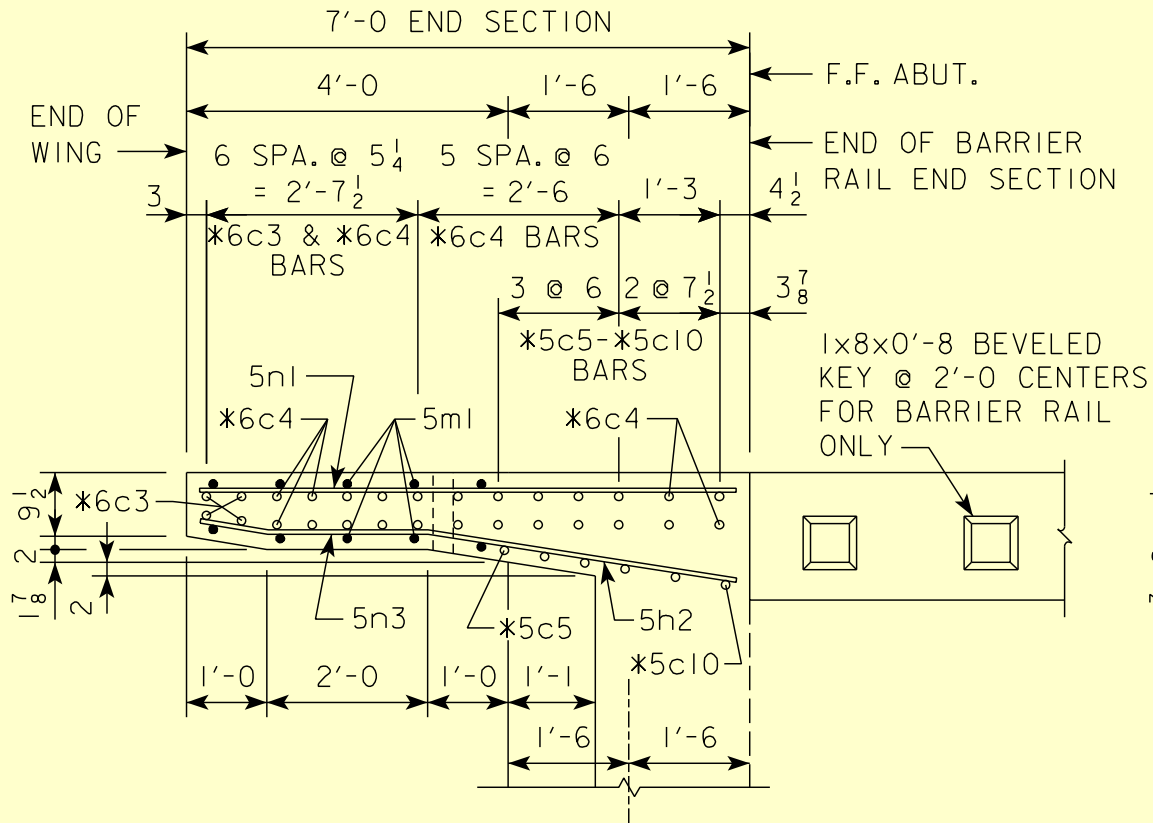 7'-0 END SECTION
4'-0
1'-6
1'-6
F.F. ABUT.
END OF
WING
END OF BARRIER
RAIL END SECTION
3
6 SPA. @ 5 1/4
= 2'-7 1/2
5 SPA. @ 6
= 2'-6
1'-3
4 1/2
*6c3 & *6c4
BARS
*6c4 BARS
3 @ 6
2 @ 7 1/2
3 7/8
*5c5-*5c10
BARS
1x8x0'-8 BEVELED
KEY @ 2'-0 CENTERS
FOR BARRIER RAIL
ONLY
5n1
*6c4
5m1
*6c4
9 1/2
*6c3
2
1 7/8
2
5n3
*5c5
5h2
*5c10
1'-0
2'-0
1'-0
1'-1
1'-6
1'-6